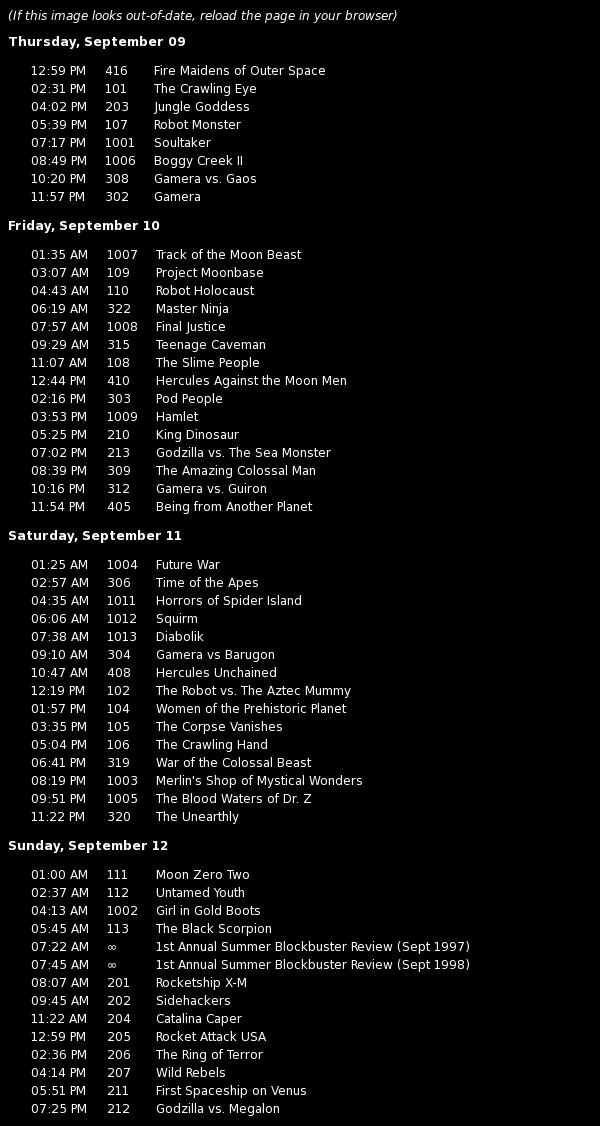 (If this image looks out-of-date, reload the page in your browser)
Thursday, September 09
12:59 PM 416 Fire Maidens of Outer Space
02:31 PM 101 The Crawling Eye
04:02 PM 203 Jungle Goddess
05:39 PM 107 Robot Monster
07:17 PM 1001 Soultaker
08:49 PM 1006 Boggy Creek II
10:20 PM 308 Gamera vs. Gaos
11:57 PM 302 Gamera
Friday, September 10
01:35 AM 1007 Track of the Moon Beast
03:07 AM 109 Project Moonbase
04:43 AM 110 Robot Holocaust
06:19 AM 322 Master Ninja
07:57 AM 1008 Final Justice
09:29 AM 315 Teenage Caveman
11:07 AM 108 The Slime People
12:44 PM 410 Hercules Against the Moon Men
02:16 PM 303 Pod People
03:53 PM 1009 Hamlet
05:25 PM 210 King Dinosaur
07:02 PM 213 Godzilla vs. The Sea Monster
08:39 PM 309 The Amazing Colossal Man
10:16 PM 312 Gamera vs. Guiron
11:54 PM 405 Being from Another Planet
Saturday, September 11
01:25 AM 1004 Future War
02:57 AM 306 Time of the Apes
04:35 AM 1011 Horrors of Spider Island
06:06 AM 1012 Squirm
07:38 AM 1013 Diabolik
09:10 AM 304 Gamera vs Barugon
10:47 AM 408 Hercules Unchained
12:19 PM 102 The Robot vs. The Aztec Mummy
01:57 PM 104 Women of the Prehistoric Planet
03:35 PM 105 The Corpse Vanishes
05:04 PM 106 The Crawling Hand
06:41 PM 319 War of the Colossal Beast
08:19 PM 1003 Merlin's Shop of Mystical Wonders
09:51 PM 1005 The Blood Waters of Dr. Z
11:22 PM 320 The Unearthly
Sunday, September 12
01:00 AM 111 Moon Zero Two
02:37 AM 112 Untamed Youth
04:13 AM 1002 Girl in Gold Boots
05:45 AM 113 The Black Scorpion
07:22 AM ∞ 1st Annual Summer Blockbuster Review (Sept 1997)
07:45 AM ∞ 1st Annual Summer Blockbuster Review (Sept 1998)
08:07 AM 201 Rocketship X-M
09:45 AM 202 Sidehackers
11:22 AM 204 Catalina Caper
12:59 PM 205 Rocket Attack USA
02:36 PM 206 The Ring of Terror
04:14 PM 207 Wild Rebels
05:51 PM 211 First Spaceship on Venus
07:25 PM 212 Godzilla vs. Megalon